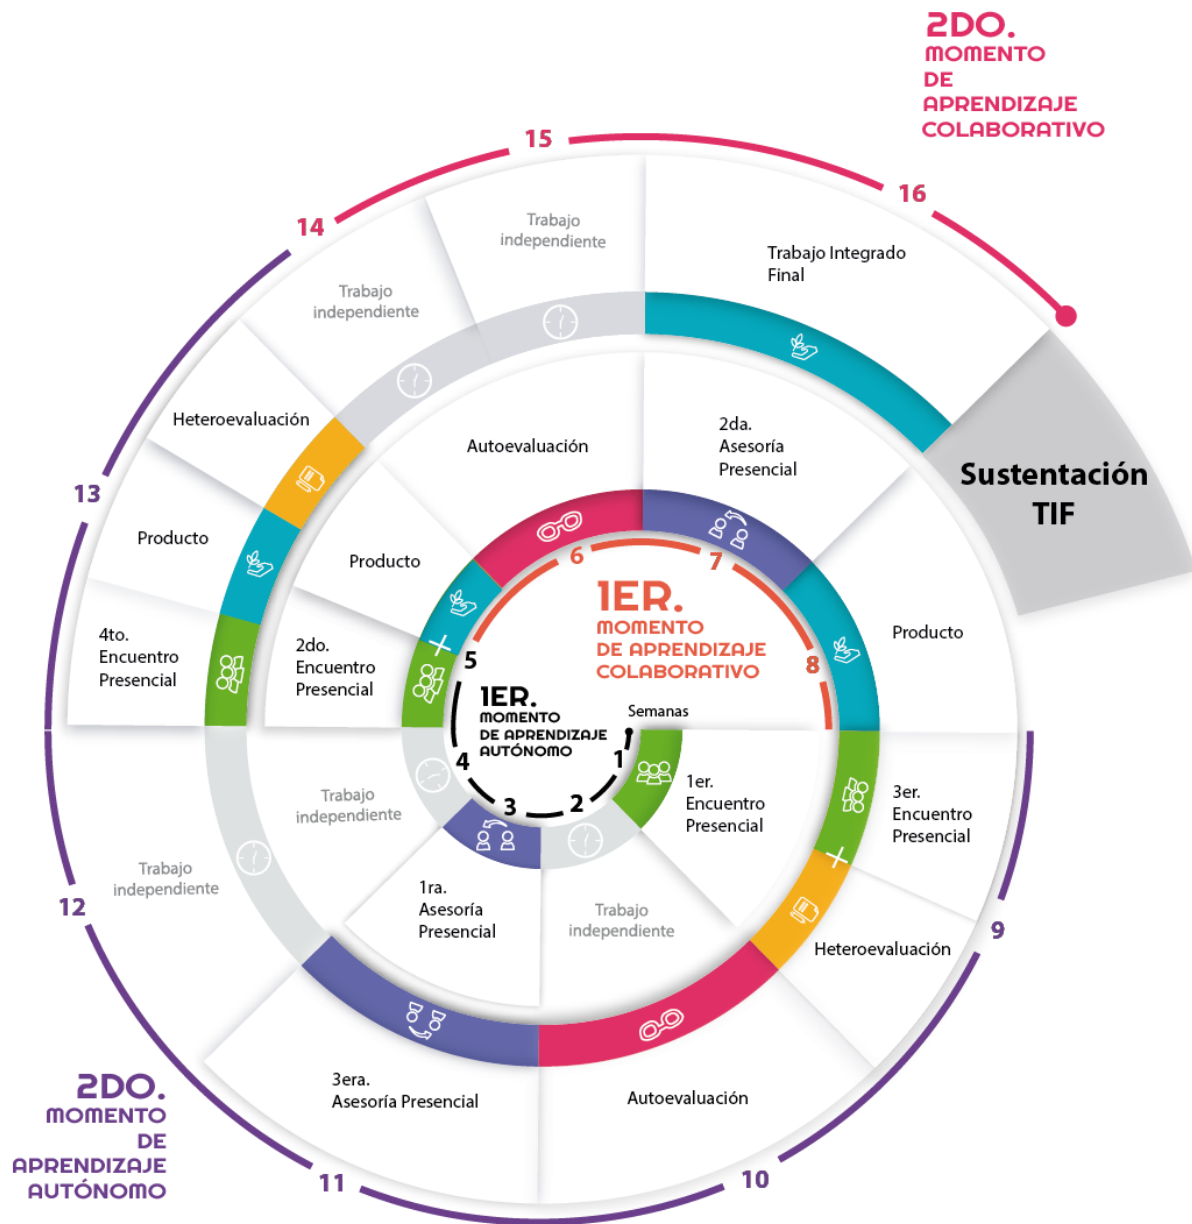 2DO.
MOMENTO
DE
APRENDIZAJE
COLABORATIVO
15
16
14
13
12
11
10
9
Trabajo
independiente
Trabajo
independiente
Trabajo Integrado
Final
Sustentación
TIF
Heteroevaluación
Producto
4to.
Encuentro
Presencial
Autoevaluación
2da.
Asesoría
Presencial
Producto
2do.
Encuentro
Presencial
Producto
6
7
8
5
4
3
2
1
1ER.
MOMENTO
DE APRENDIZAJE
COLABORATIVO
1ER.
MOMENTO
DE APRENDIZAJE
AUTÓNOMO
Semanas
1er.
Encuentro
Presencial
3er.
Encuentro
Presencial
Trabajo
independiente
Trabajo
independiente
1ra.
Asesoría
Presencial
Trabajo
independiente
Heteroevaluación
3era.
Asesoría Presencial
Autoevaluación
2DO.
MOMENTO
DE
APRENDIZAJE
AUTÓNOMO